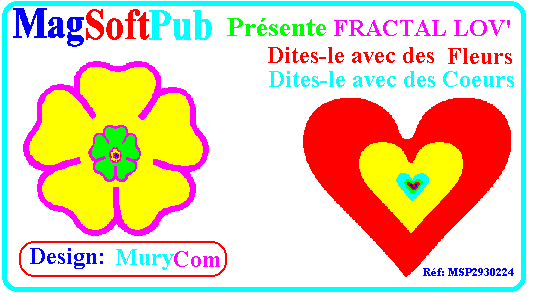 MagSoftPub Présente FRACTAL LOV'
Dites-le avec des Fleurs
Dites-le avec des Coeurs
Design: MuryCom
Réf: MSP2930224